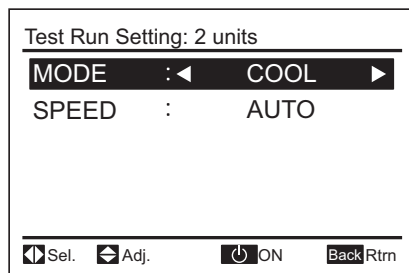 Test Run Setting: 2 units
MODE : COOL
SPEED : AUTO
Sel. Adj. ON Back Rtrn